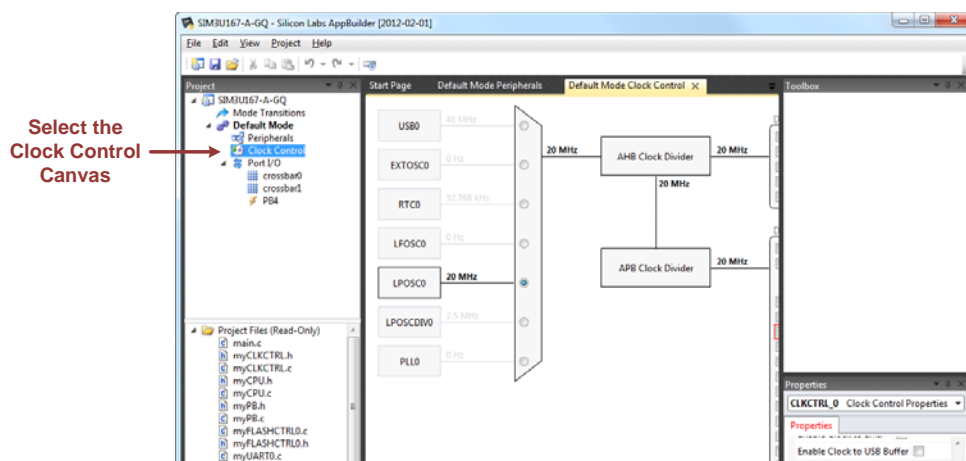 SIM3U167-A-GQ - Silicon Labs AppBuilder [2012-02-01]
File Edit View Project Help
Project
Start Page Default Mode Peripherals Default Mode Clock Control
Toolbox
SIM3U167-A-GQ
Mode Transitions
Default Mode
Peripherals
Clock Control
Port I/O
crossbar0
crossbar1
PB4
Select the
Clock Control
Canvas
USB0 48 MHz
EXTOSC0 0 Hz
RTC0 32.768 kHz
LFOSC0 0 Hz
LPOSC0 20 MHz
LPOSCDIV0 2.5 MHz
PLL0 0 Hz
20 MHz AHB Clock Divider 20 MHz
20 MHz
APB Clock Divider 20 MHz
Project Files (Read-Only)
main.c
myCLKCTRL.h
myCLKCTRL.c
myCPU.h
myCPU.c
myPB.h
myPB.c
myFLASHCTRL0.c
myFLASHCTRL0.h
myUART0.c
Properties
CLKCTRL_0 Clock Control Properties
Properties
Enable Clock to USB Buffer